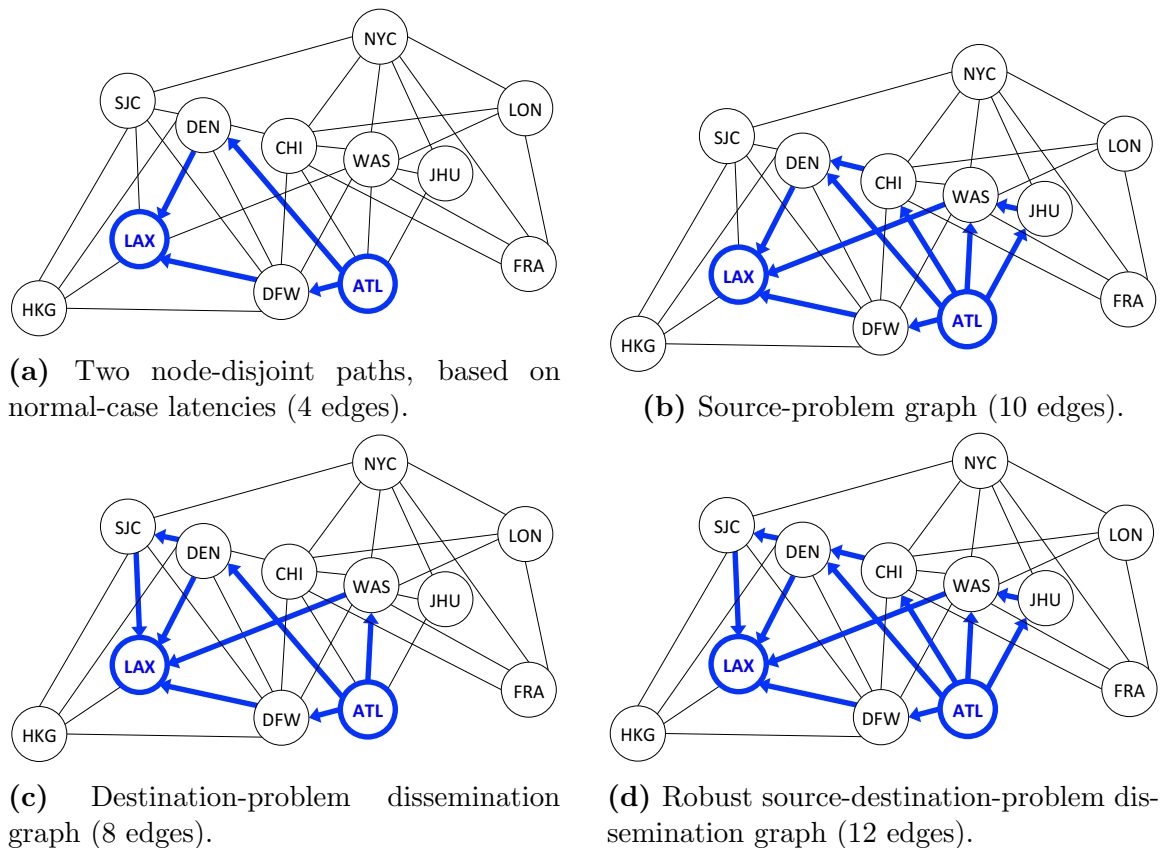 NYC
SJC
DEN
LON
CHI
WAS
JHU
LAX
FRA
DFW
ATL
HKG
(a) Two node-disjoint paths, based on
normal-case latencies (4 edges).
NYC
SJC
DEN
LON
CHI
WAS
JHU
LAX
FRA
DFW
ATL
HKG
(b) Source-problem graph (10 edges).
NYC
SJC
DEN
LON
CHI
WAS
JHU
LAX
FRA
DFW
ATL
HKG
(c) Destination-problem dissemination
graph (8 edges).
NYC
SJC
DEN
LON
CHI
WAS
JHU
LAX
FRA
DFW
ATL
HKG
(d) Robust source-destination-problem dis-
semination graph (12 edges).